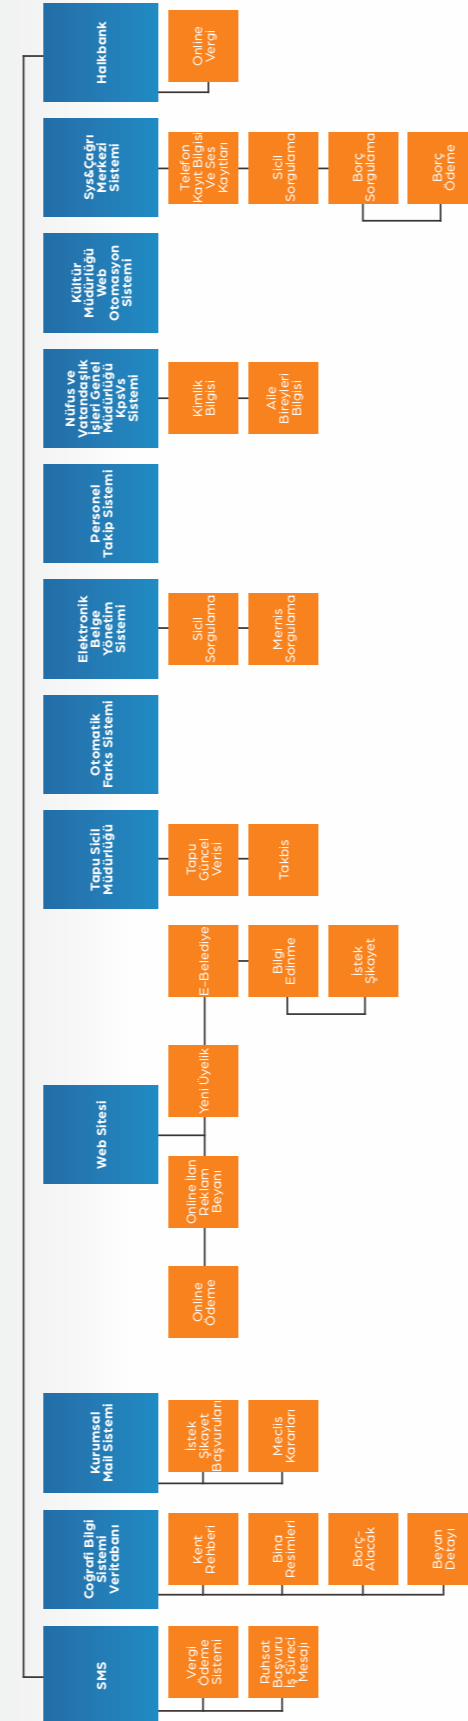 SMS
Vergi
Ödeme
Sistemi
Ruhsat
Başvuru
İş Süreci
Mesajı
Coğrafi Bilgi
Sistemi
Veritabanı
Kent
Rehberi
Bina
Resimleri
Borç-
Alacak
Beyan
Detayı
Kurumsal
Mail Sistemi
İstek
Şikayet
Başvuruları
Meclis
Kararları
Web Sitesi
Online
Ödeme
Online İlan
Reklam
Beyanı
Yeni Üyelik
E-Belediye
Bilgi
Edinme
İstek
Şikayet
Tapu Sicil
Müdürlüğü
Tapu
Güncel
Verisi
Takbis
Otomatik
Farks Sistemi
Elektronik
Belge
Yönetim
Sistemi
Sicil
Sorgulama
Mernis
Sorgulama
Personel
Takip Sistemi
Nüfus ve
Vatandaşlık
İşleri Genel
Müdürlüğü
KpsVs
Sistemi
Kimlik
Bilgisi
Aile
Bireyleri
Bilgisi
Kültür
Müdürlüğü
Web
Otomasyon
Sistemi
Sys&Çağrı
Merkezi
Sistemi
Telefon
Kayıt Bilgisi
Ve Ses
Kayıtları
Sicil
Sorgulama
Borç
Sorgulama
Borç
Ödeme
Halkbank
Online
Vergi